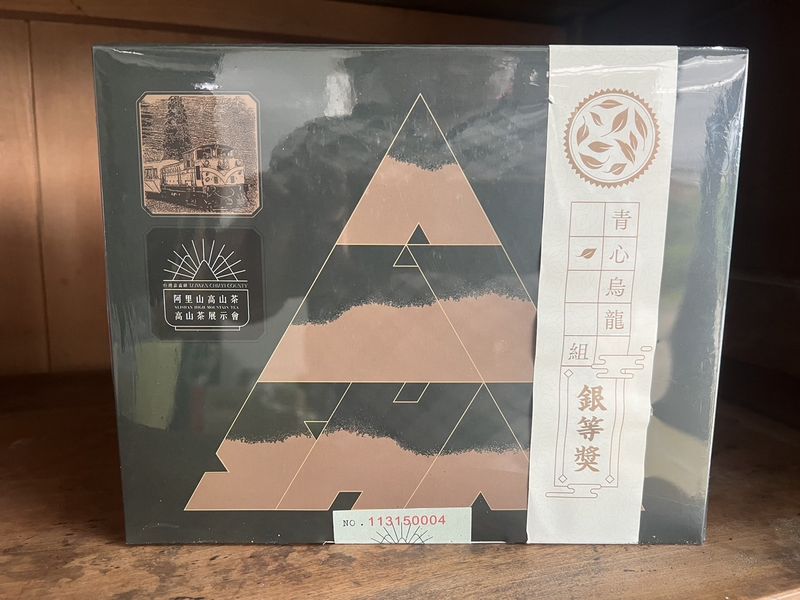 台灣嘉義縣 TAIWAN CHIAYI COUNTY
阿里山高山茶
ALISHAN HIGH MOUNTAIN TEA
高山茶展示會
青心烏龍
組
銀等獎
NO. 113150004